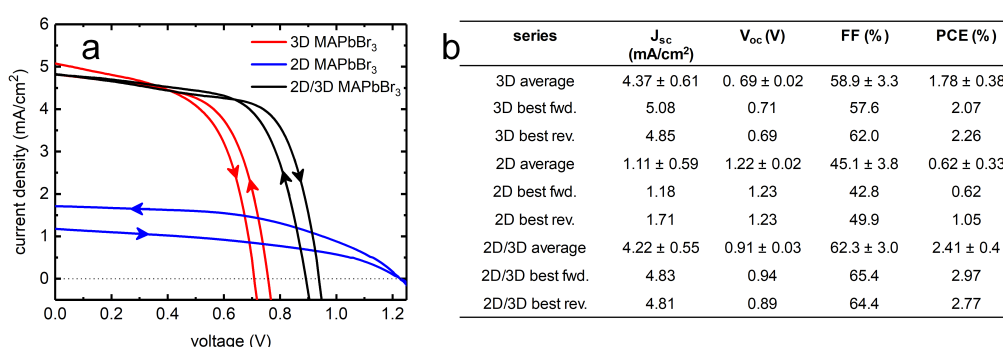 a
3D MAPbBr3
2D MAPbBr3
2D/3D MAPbBr3
6
5
4
3
2
1
0
current density (mA/cm²)
0.0 0.2 0.4 0.6 0.8 1.0 1.2
voltage (V)
b
series Jsc (mA/cm²) Voc (V) FF (%) PCE (%)
3D average 4.37 ± 0.61 0. 69 ± 0.02 58.9 ± 3.3 1.78 ± 0.38
3D best fwd. 5.08 0.71 57.6 2.07
3D best rev. 4.85 0.69 62.0 2.26
2D average 1.11 ± 0.59 1.22 ± 0.02 45.1 ± 3.8 0.62 ± 0.33
2D best fwd. 1.18 1.23 42.8 0.62
2D best rev. 1.71 1.23 49.9 1.05
2D/3D average 4.22 ± 0.55 0.91 ± 0.03 62.3 ± 3.0 2.41 ± 0.4
2D/3D best fwd. 4.83 0.94 65.4 2.97
2D/3D best rev. 4.81 0.89 64.4 2.77